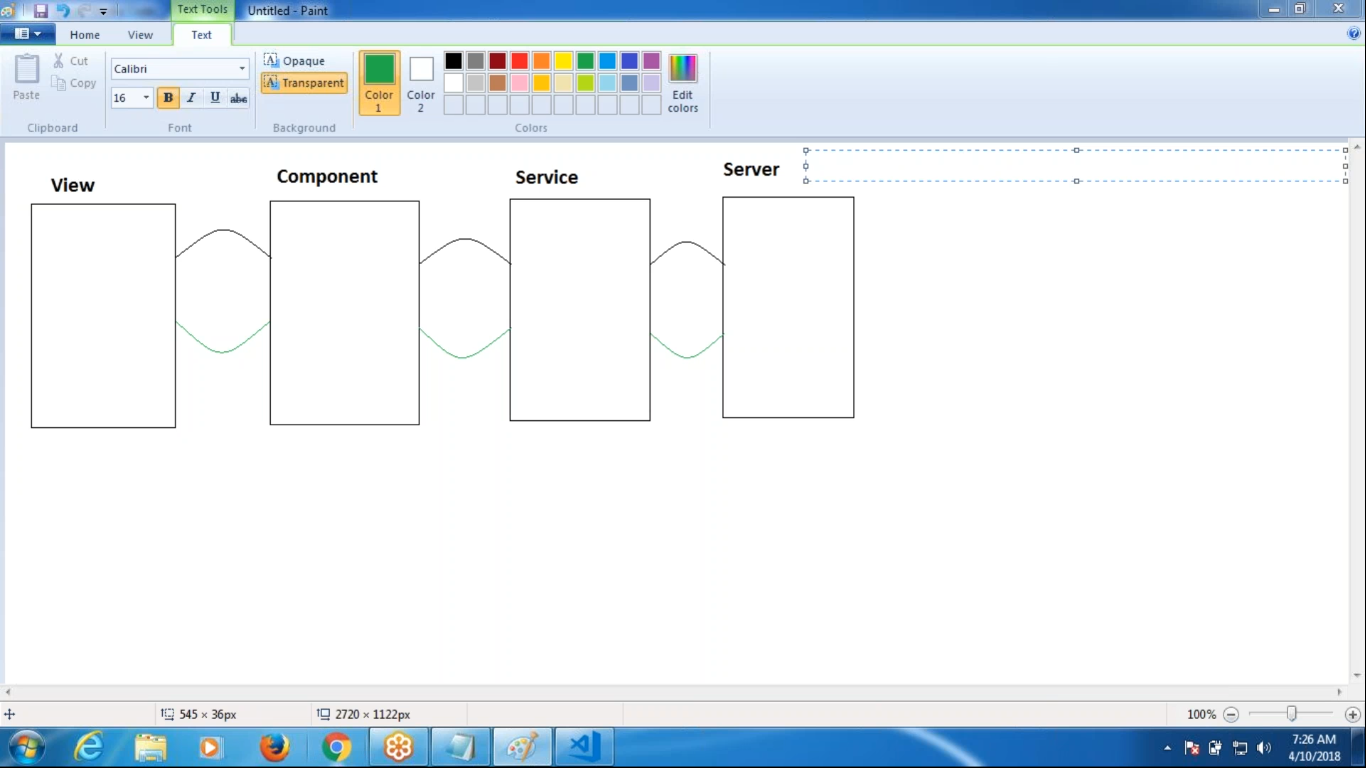 Text Tools
Untitled - Paint
Home
View
Text
Paste
Cut
Copy
Clipboard
Calibri
16
B I U abc
Font
Opaque
Transparent
Background
Color
1
Color
2
Edit
colors
Colors
View
Component
Service
Server
545 × 36px
2720 × 1122px
100%
7:26 AM
4/10/2018